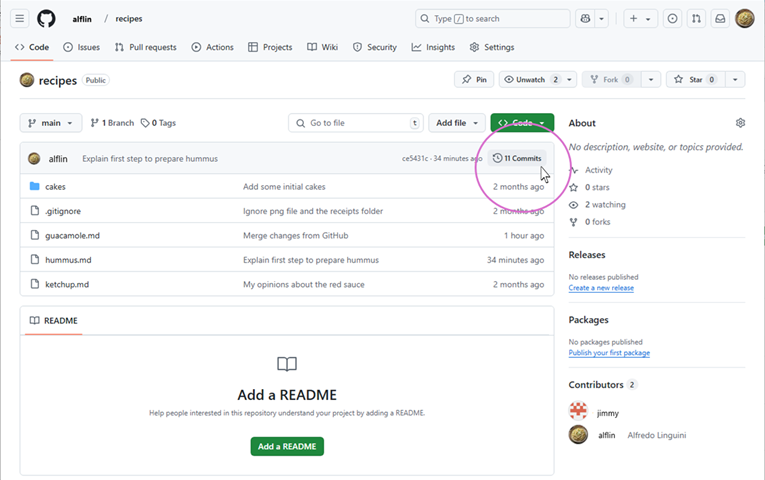 alflin / recipes
Type / to search
Code Issues Pull requests Actions Projects Wiki Security Insights Settings
recipes Public
Pin Unwatch 2 Fork 0 Star 0
main 1 Branch 0 Tags Go to file t Add file Code
alflin Explain first step to prepare hummus ce5431c · 34 minutes ago 11 Commits
cakes Add some initial cakes 2 months ago
.gitignore Ignore png file and the receipts folder 2 months ago
guacamole.md Merge changes from GitHub 1 hour ago
hummus.md Explain first step to prepare hummus 34 minutes ago
ketchup.md My opinions about the red sauce 2 months ago
README
Add a README
Help people interested in this repository understand your project by adding a README.
Add a README
About
No description, website, or topics provided.
Activity
0 stars
2 watching
0 forks
Releases
No releases published
Create a new release
Packages
No packages published
Publish your first package
Contributors 2
jimmy
alflin Alfredo Linguini